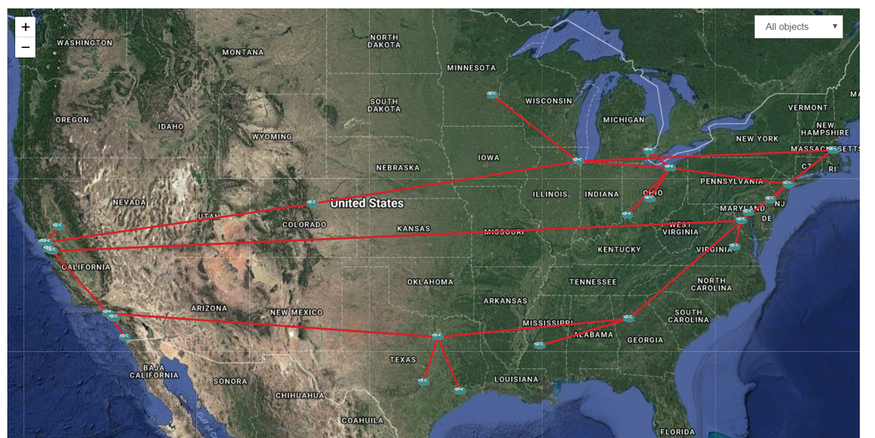 +
−
All objects
WASHINGTON
NORTH
DAKOTA
MONTANA
MINNESOTA
SOUTH
DAKOTA
WISCONSIN
MICHIGAN
VERMONT
MA
OREGON
IDAHO
NEW
HAMPSHIRE
WYOMING
NEW YORK
MASSACHUSETTS
IOWA
NEBRASKA
CT
RI
PENNSYLVANIA
ILLINOIS
INDIANA
OHIO
NEVADA
United States
NJ
UTAH
MARYLAND
DE
COLORADO
KANSAS
MISSOURI
WEST
VIRGINIA
KENTUCKY
VIRGINIA
CALIFORNIA
OKLAHOMA
TENNESSEE
NORTH
CAROLINA
ARKANSAS
ARIZONA
NEW MEXICO
MISSISSIPPI
SOUTH
CAROLINA
ALABAMA
GEORGIA
TEXAS
BAJA
CALIFORNIA
SONORA
LOUISIANA
CHIHUAHUA
Gulf of C
COAHUILA
FLORIDA